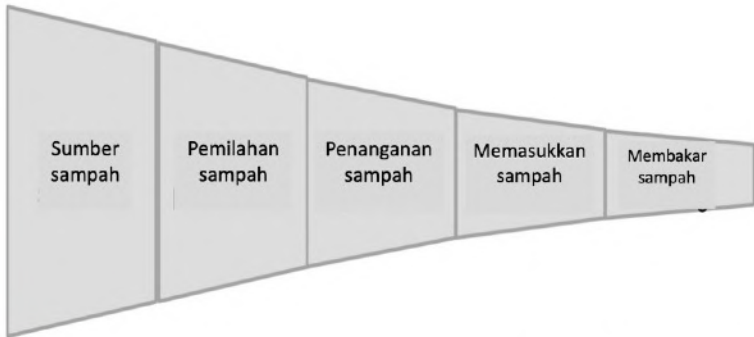 Sumber
sampah
Pemilahan
sampah
Penanganan
sampah
Memasukkan
sampah
Membakar
sampah